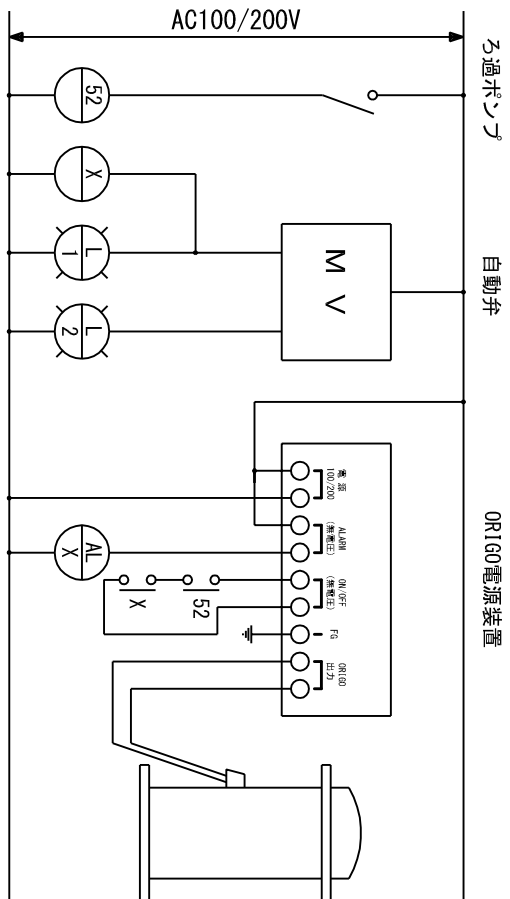 AC100/200V
ろ過ポンプ
52
X
自動弁
L
1
MV
L
2
ORIGO電源装置
電源
100/200
ALARM
(無電圧)
AL
X
ON/OFF
(無電圧)
X
52
FG
ORIGO
出力